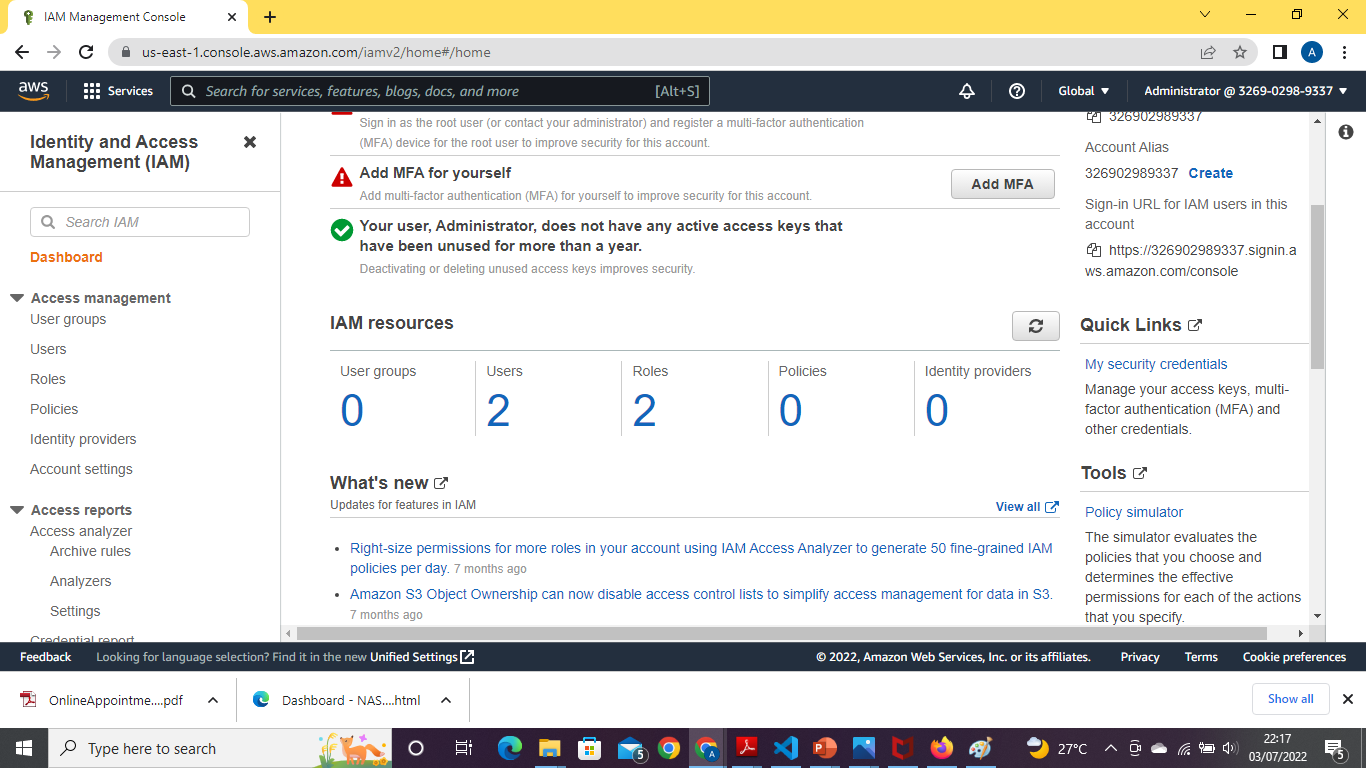 IAM Management Console
us-east-1.console.aws.amazon.com/iamv2/home#/home
A
aws
Services
Search for services, features, blogs, docs, and more
[Alt+S]
Global
Administrator @ 3269-0298-9337
Identity and Access
Management (IAM)
Search IAM
Dashboard
Access management
User groups
Users
Roles
Policies
Identity providers
Account settings
Access reports
Access analyzer
Archive rules
Analyzers
Settings
Credential report
Sign in as the root user (or contact your administrator) and register a multi-factor authentication
(MFA) device for the root user to improve security for this account.
Add MFA for yourself
Add multi-factor authentication (MFA) for yourself to improve security for this account.
Add MFA
Your user, Administrator, does not have any active access keys that
have been unused for more than a year.
Deactivating or deleting unused access keys improves security.
IAM resources
User groups
0
Users
2
Roles
2
Policies
0
Identity providers
0
What's new
Updates for features in IAM
View all
Right-size permissions for more roles in your account using IAM Access Analyzer to generate 50 fine-grained IAM
policies per day. 7 months ago
Amazon S3 Object Ownership can now disable access control lists to simplify access management for data in S3.
7 months ago
326902989337
Account Alias
326902989337 Create
Sign-in URL for IAM users in this
account
https://326902989337.signin.a
ws.amazon.com/console
Quick Links
My security credentials
Manage your access keys, multi-
factor authentication (MFA) and
other credentials.
Tools
Policy simulator
The simulator evaluates the
policies that you choose and
determines the effective
permissions for each of the actions
that you specify.
Feedback
Looking for language selection? Find it in the new Unified Settings
© 2022, Amazon Web Services, Inc. or its affiliates.
Privacy
Terms
Cookie preferences
OnlineAppointme....pdf
Dashboard - NAS....html
Show all
Type here to search
5
A
27°C
22:17
03/07/2022
5